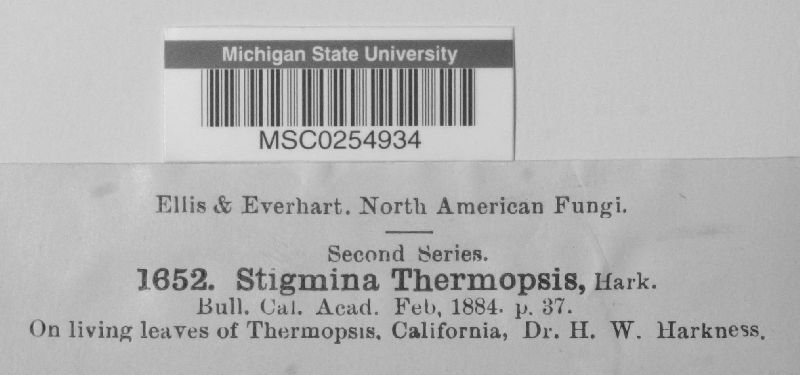 Michigan State University
MSC0254934
Ellis & Everhart. North American Fungi.
Second Series.
1652. Stigmina Thermopsis, Hark.
Bull. Cal. Acad. Feb, 1884. p. 37.
On living leaves of Thermopsis, California, Dr. H. W. Harkness.